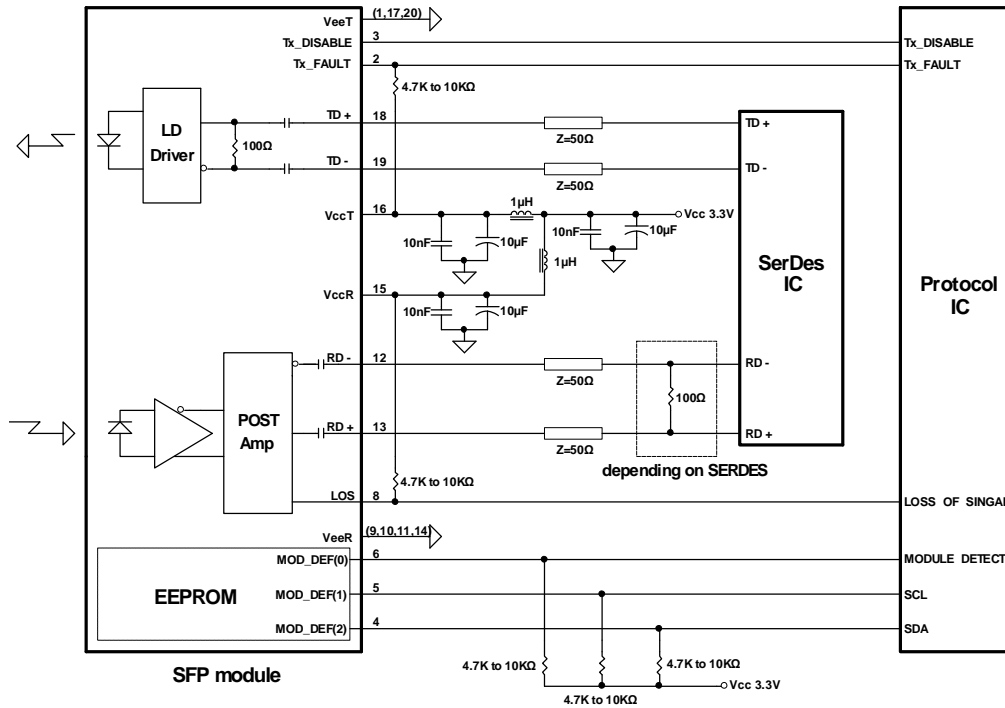 VeeT
(1,17,20)
Tx_DISABLE
3
Tx_DISABLE
Tx_FAULT
2
Tx_FAULT
4.7K to 10KΩ
LD
Driver
100Ω
TD +
18
Z=50Ω
TD +
TD -
19
Z=50Ω
TD -
VccT
16
1µH
Vcc 3.3V
10nF
10µF
10nF
10µF
1µH
SerDes
IC
Protocol
IC
VccR
15
10nF
10µF
RD -
12
Z=50Ω
RD -
POST
Amp
100Ω
RD +
13
Z=50Ω
RD +
depending on SERDES
4.7K to 10KΩ
LOS
8
LOSS OF SINGAL
VeeR
(9,10,11,14)
MOD_DEF(0)
6
MODULE DETECT
EEPROM
MOD_DEF(1)
5
SCL
MOD_DEF(2)
4
SDA
4.7K to 10KΩ
4.7K to 10KΩ
4.7K to 10KΩ
Vcc 3.3V
SFP module